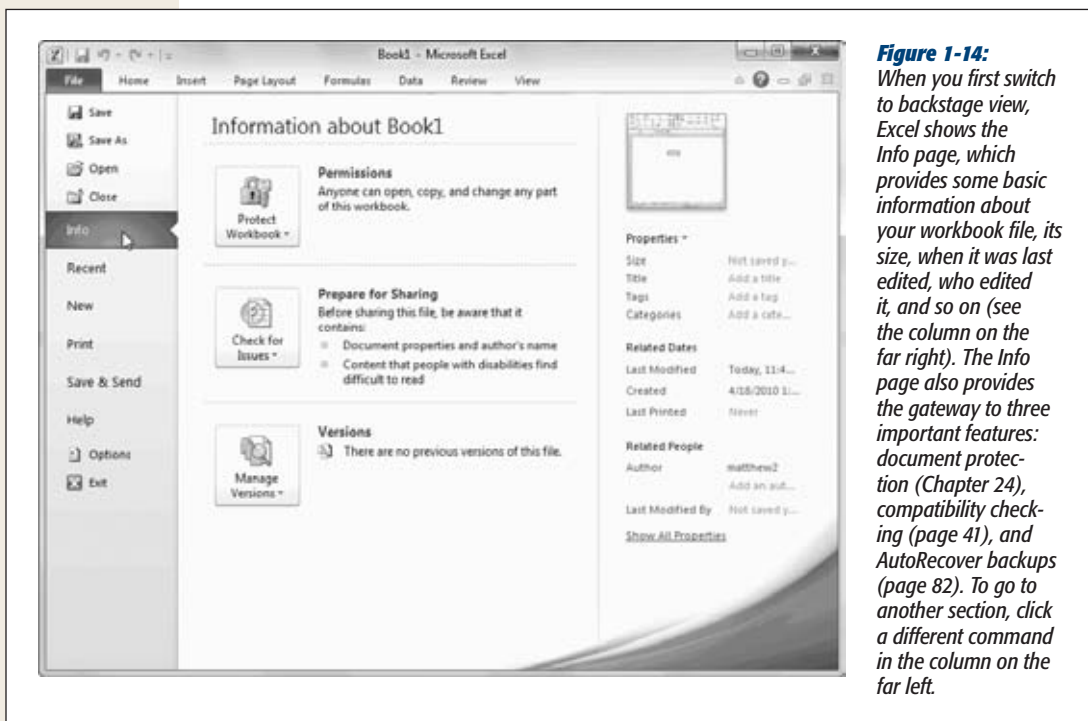 Book1 - Microsoft Excel
File Home Insert Page Layout Formulas Data Review View
Save
Save As
Open
Close
Info
Recent
New
Print
Save & Send
Help
Options
Exit
Information about Book1
Protect
Workbook
Permissions
Anyone can open, copy, and change any part
of this workbook.
Check for
Issues
Prepare for Sharing
Before sharing this file, be aware that it
contains:
Document properties and author's name
Content that people with disabilities find
difficult to read
Manage
Versions
Versions
There are no previous versions of this file.
Properties
Size Not saved y...
Title Add a title
Tags Add a tag
Categories Add a cate...
Related Dates
Last Modified Today, 11:4...
Created 4/18/2010 1:...
Last Printed Never
Related People
Author matthew2
Add an aut...
Last Modified By Not saved y...
Show All Properties
Figure 1-14:
When you first switch
to backstage view,
Excel shows the
Info page, which
provides some basic
information about
your workbook file, its
size, when it was last
edited, who edited
it, and so on (see
the column on the
far right). The Info
page also provides
the gateway to three
important features:
document protec-
tion (Chapter 24),
compatibility check-
ing (page 41), and
AutoRecover backups
(page 82). To go to
another section, click
a different command
in the column on the
far left.